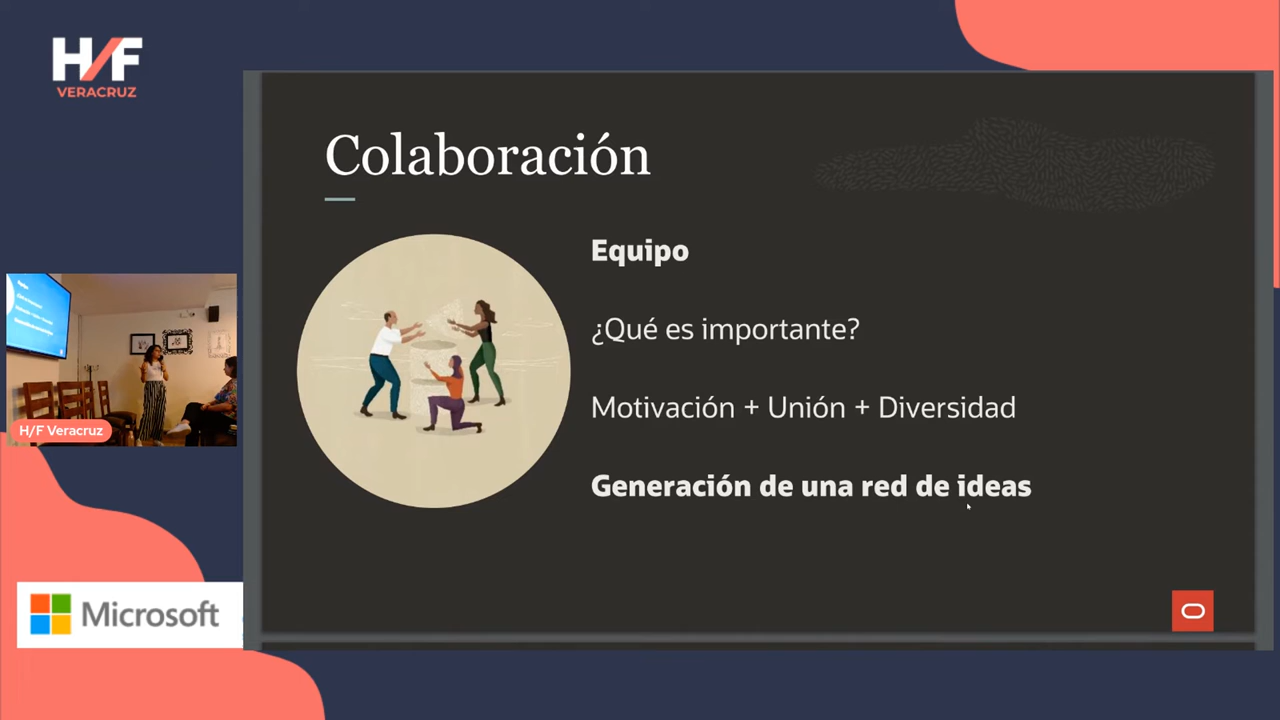 H/F
VERACRUZ
Colaboración
Equipo
¿Qué es importante?
Motivación + Unión + Diversidad
Generación de una red de ideas
H/F Veracruz
Microsoft